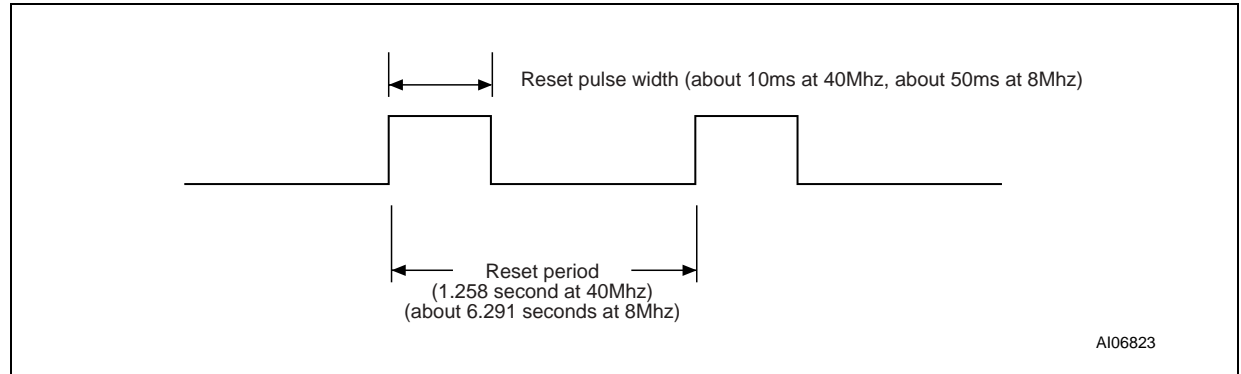 Reset pulse width (about 10ms at 40Mhz, about 50ms at 8Mhz)
Reset period
(1.258 second at 40Mhz)
(about 6.291 seconds at 8Mhz)
AI06823